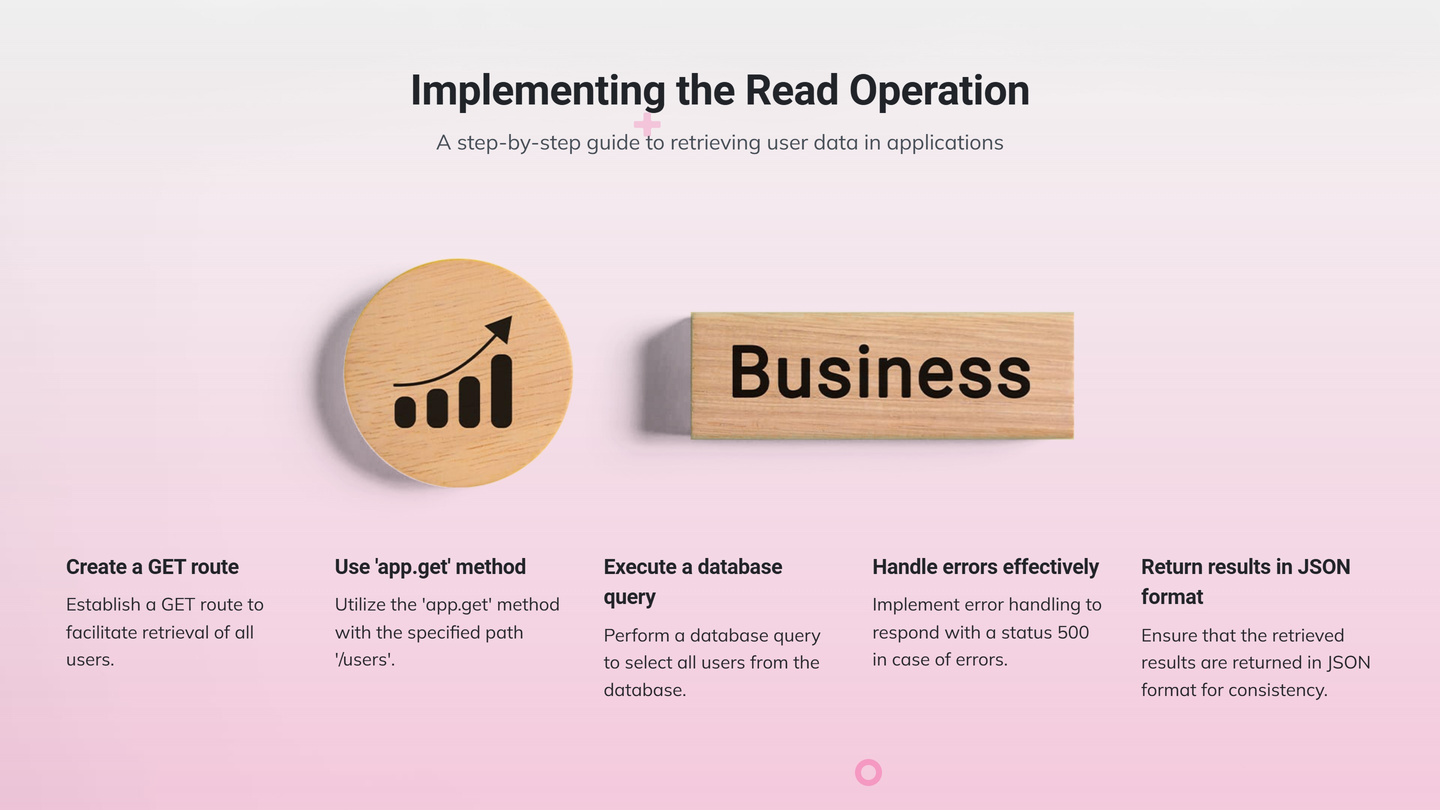 Implementing the Read Operation
A step-by-step guide to retrieving user data in applications
Business
Create a GET route
Establish a GET route to
facilitate retrieval of all
users.
Use 'app.get' method
Utilize the 'app.get' method
with the specified path
'/users'.
Execute a database
query
Perform a database query
to select all users from the
database.
Handle errors effectively
Implement error handling to
respond with a status 500
in case of errors.
Return results in JSON
format
Ensure that the retrieved
results are returned in JSON
format for consistency.